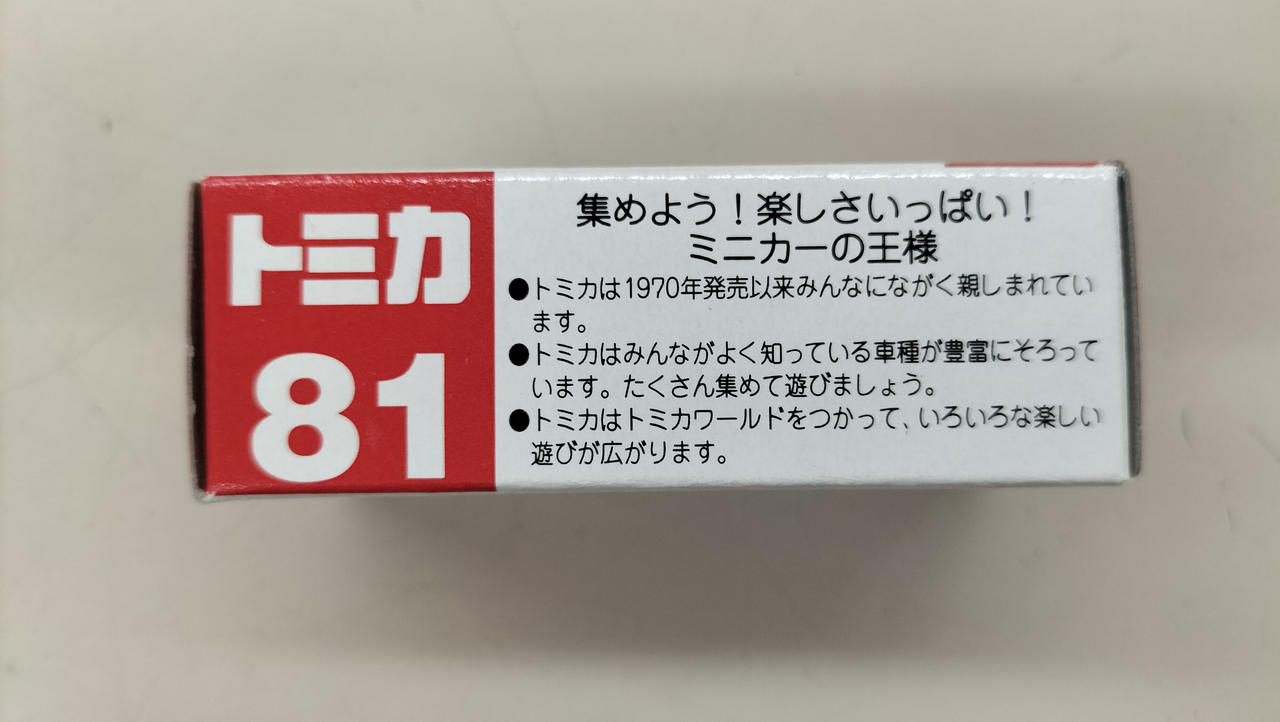 トミカ
81
集めよう！楽しさいっぱい！
ミニカーの王様
●トミカは1970年発売以来みんなにながく親しまれてい
ます。
●トミカはみんながよく知っている車種が豊富にそろって
います。たくさん集めて遊びましょう。
●トミカはトミカワールドをつかって、いろいろな楽しい
遊びが広がります。